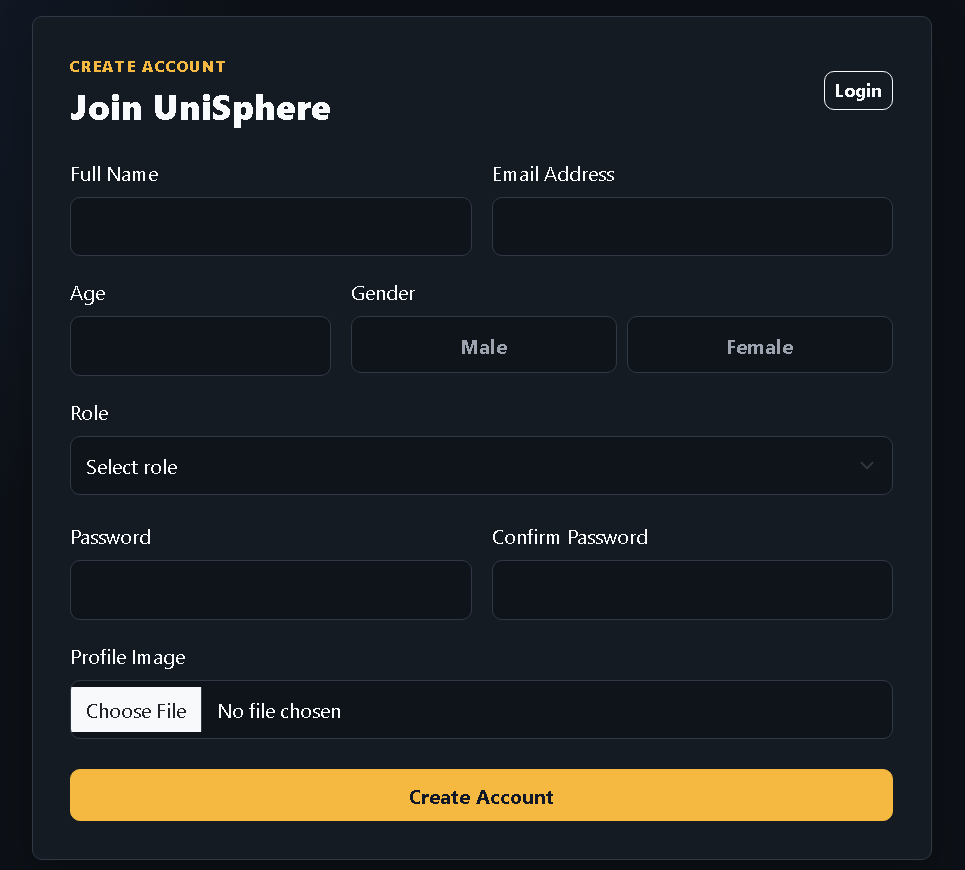 CREATE ACCOUNT
Join UniSphere
Login
Full Name
Email Address
Age
Gender
Male
Female
Role
Select role
Password
Confirm Password
Profile Image
Choose File No file chosen
Create Account